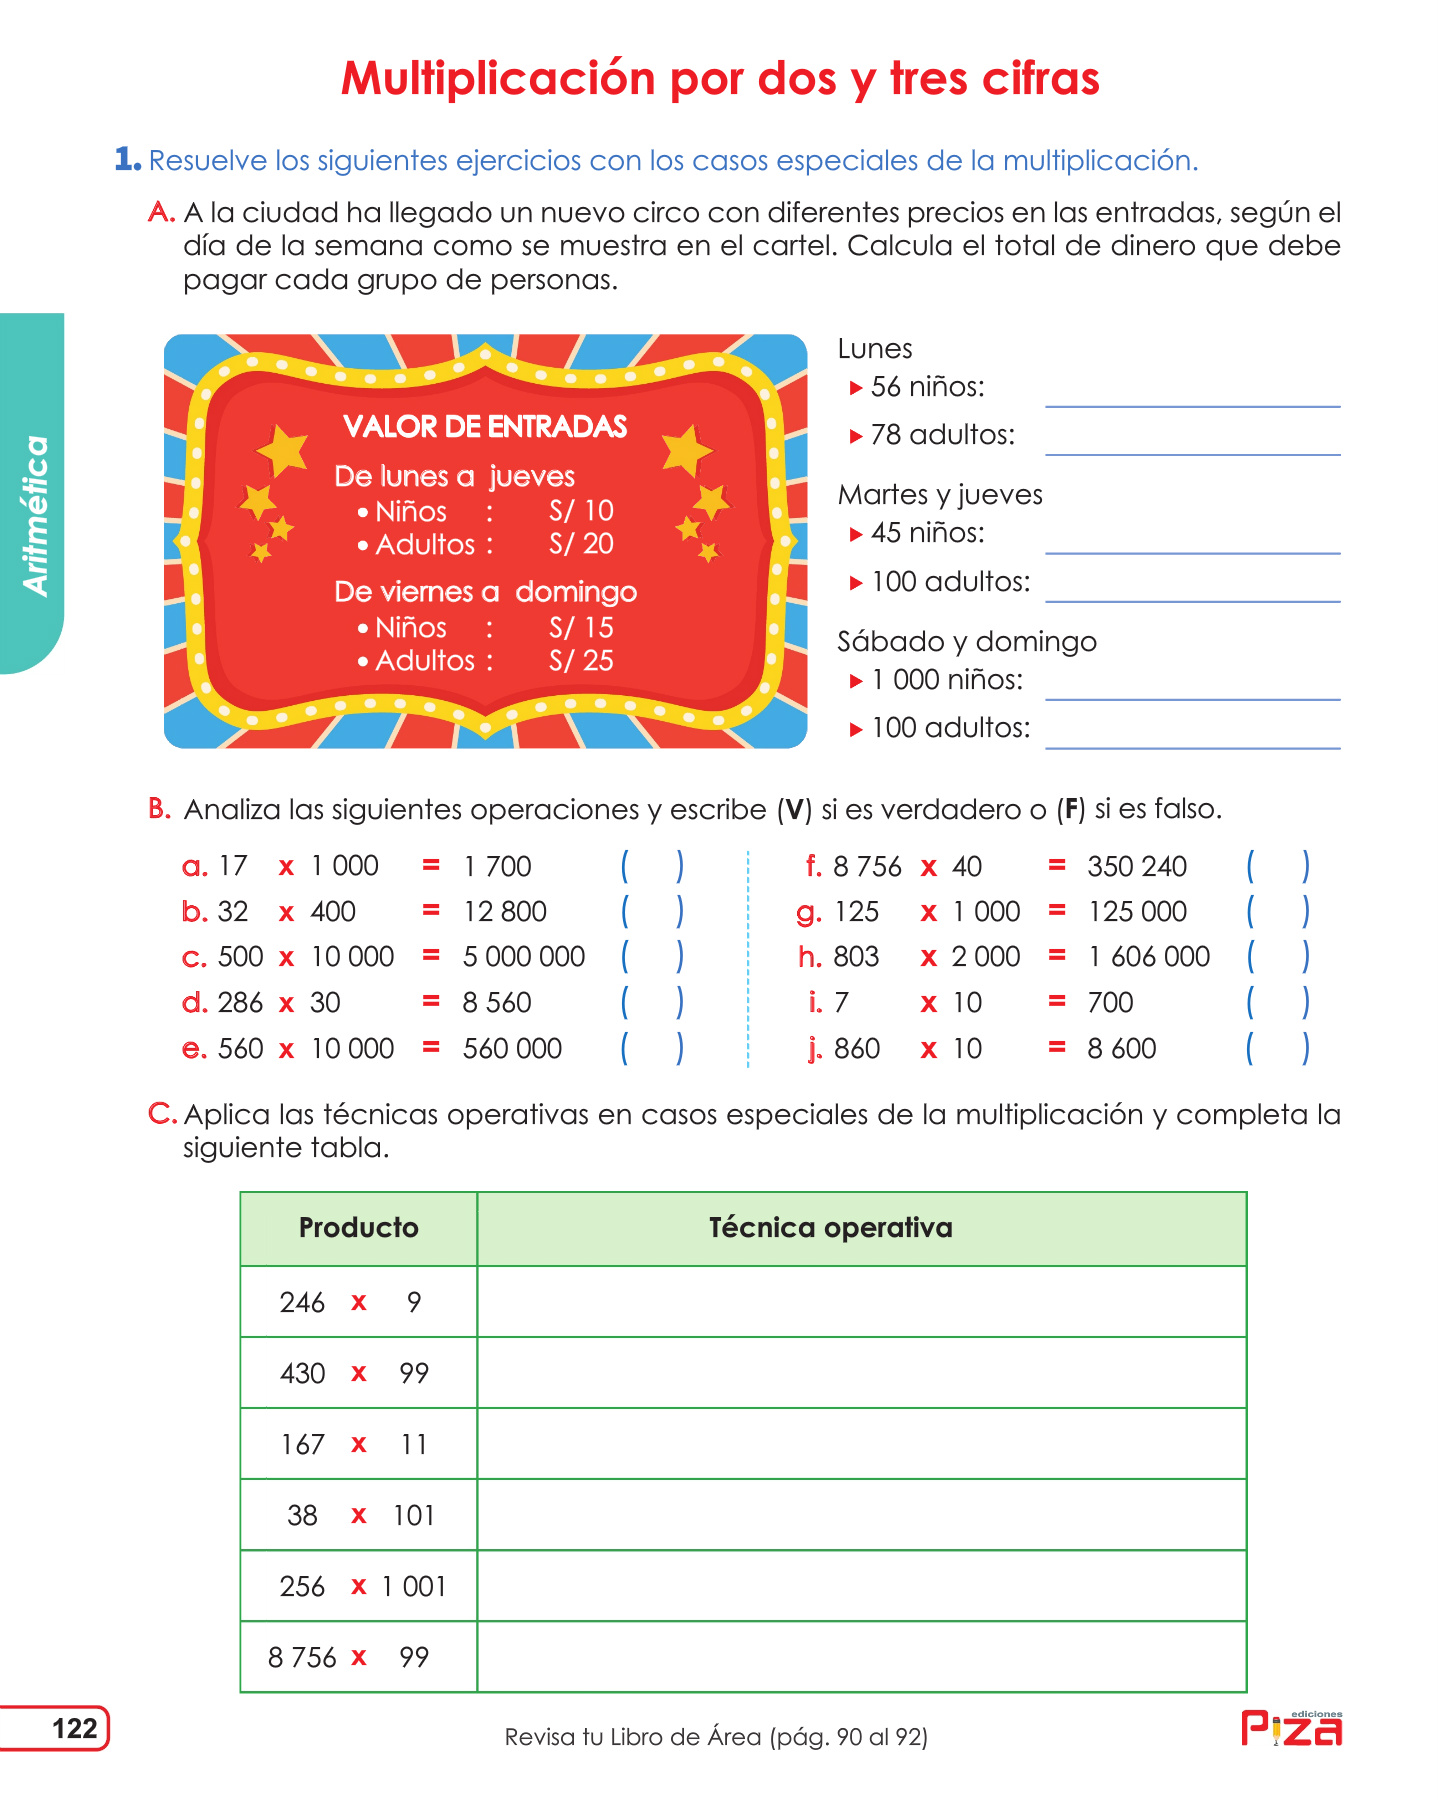 Multiplicación por dos y tres cifras
1. Resuelve los siguientes ejercicios con los casos especiales de la multiplicación.
A. A la ciudad ha llegado un nuevo circo con diferentes precios en las entradas, según el
día de la semana como se muestra en el cartel. Calcula el total de dinero que debe
pagar cada grupo de personas.
Aritmética
VALOR DE ENTRADAS
De lunes a jueves
• Niños : S/ 10
• Adultos : S/ 20
De viernes a domingo
• Niños : S/ 15
• Adultos : S/ 25
Lunes
56 niños:
78 adultos:
Martes y jueves
45 niños:
100 adultos:
Sábado y domingo
1 000 niños:
100 adultos:
B. Analiza las siguientes operaciones y escribe (V) si es verdadero o (F) si es falso.
a. 17 x 1 000 = 1 700 ( )
b. 32 x 400 = 12 800 ( )
c. 500 x 10 000 = 5 000 000 ( )
d. 286 x 30 = 8 560 ( )
e. 560 x 10 000 = 560 000 ( )
f. 8 756 x 40 = 350 240 ( )
g. 125 x 1 000 = 125 000 ( )
h. 803 x 2 000 = 1 606 000 ( )
i. 7 x 10 = 700 ( )
j. 860 x 10 = 8 600 ( )
C. Aplica las técnicas operativas en casos especiales de la multiplicación y completa la
siguiente tabla.
Producto Técnica operativa
246 x 9
430 x 99
167 x 11
38 x 101
256 x 1 001
8 756 x 99
122
Revisa tu Libro de Área (pág. 90 al 92)
ediciones
Piza